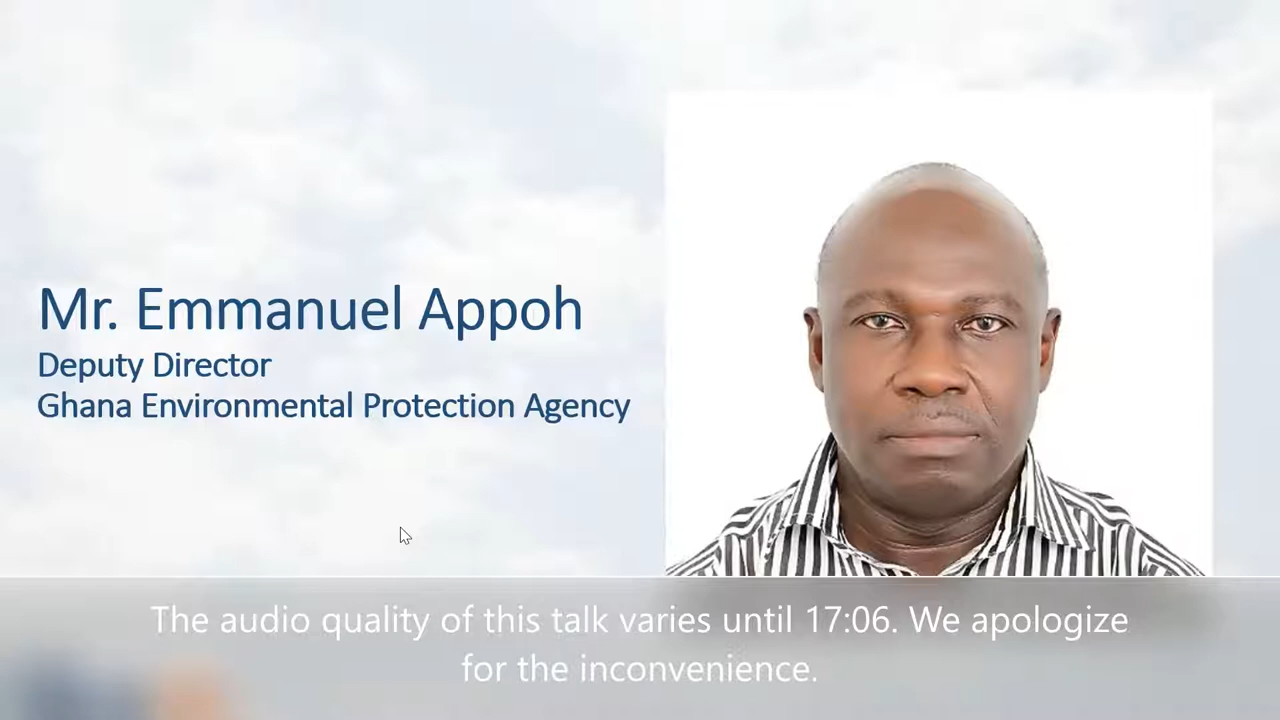 Mr. Emmanuel Appoh
Deputy Director
Ghana Environmental Protection Agency
The audio quality of this talk varies until 17:06. We apologize
for the inconvenience.